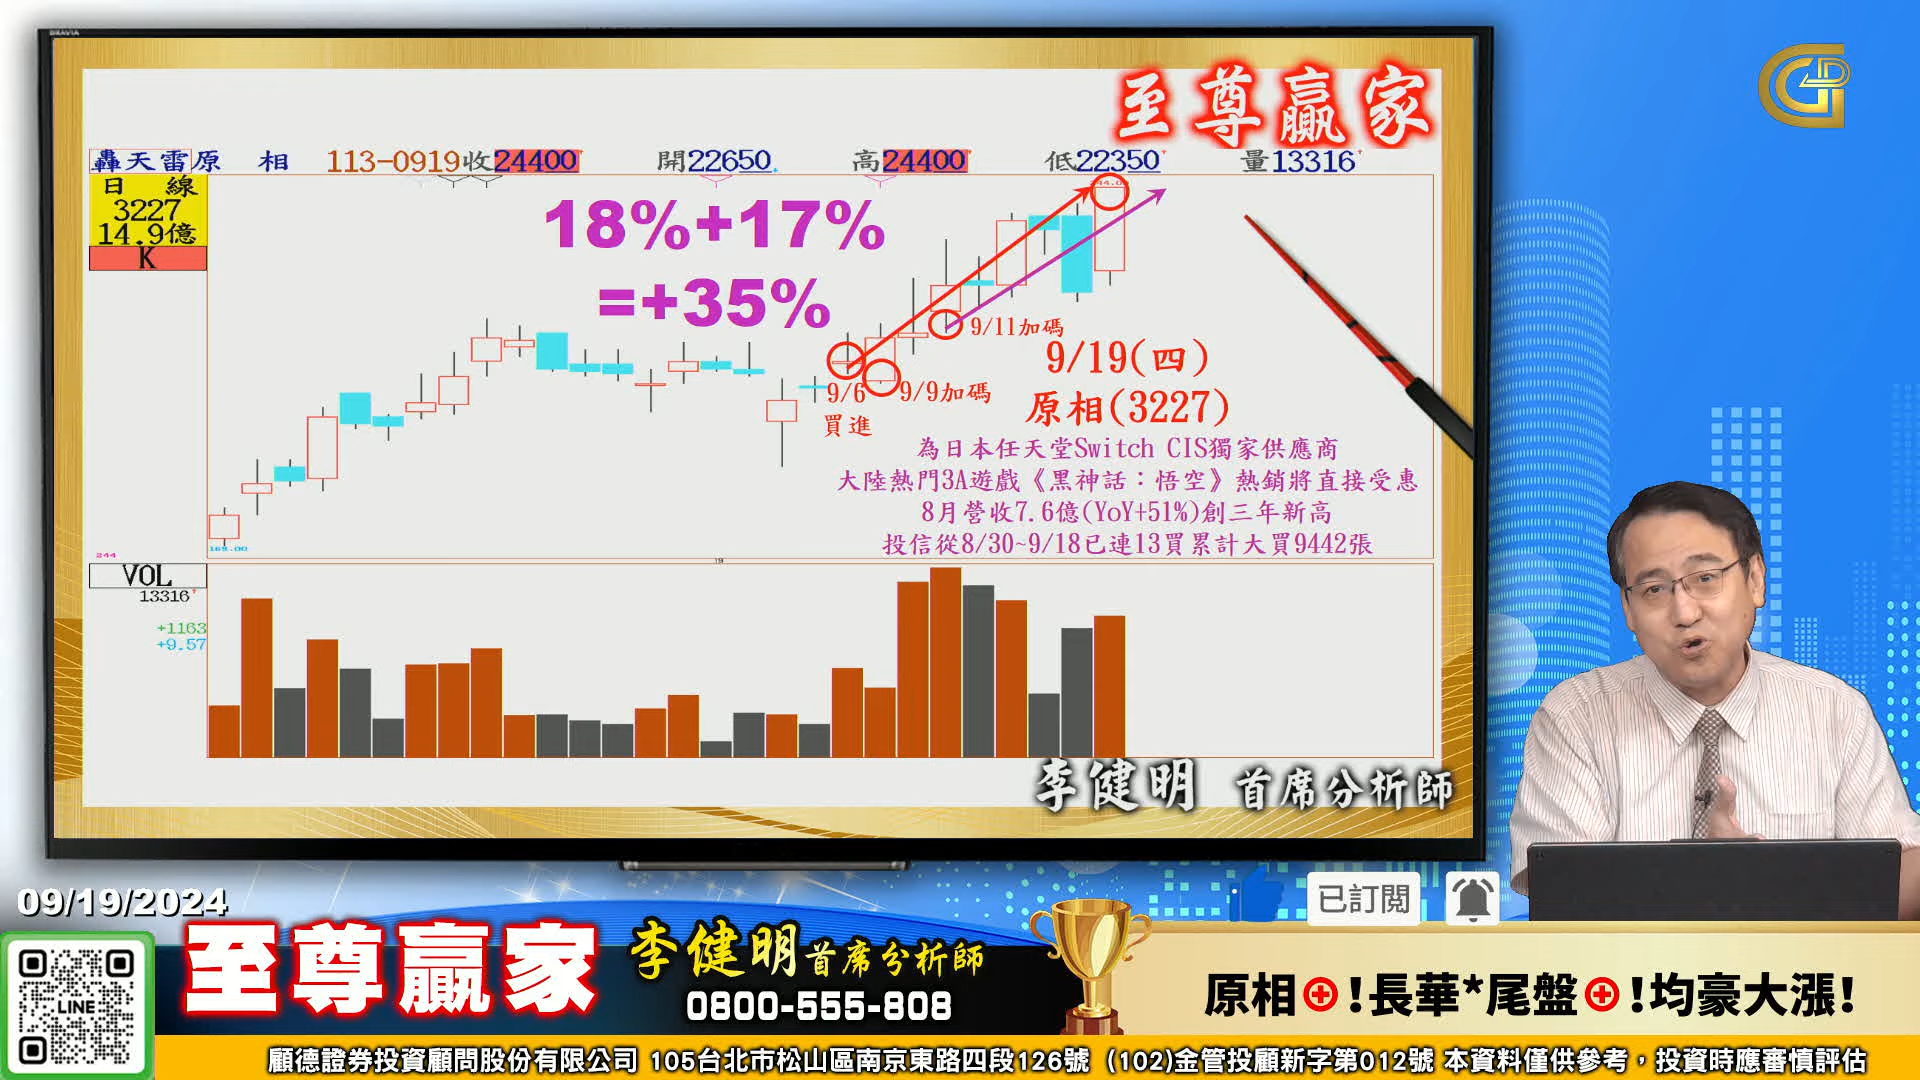 BRAVIA
至尊贏家
轟天雷原 相 113-0919收24400 開22650 高24400 低22350 量13316
日 線
3227
14.9億
K
18%+17%
=+35%
9/11加碼
9/6
買進
9/9加碼
9/19(四)
原相(3227)
為日本任天堂Switch CIS獨家供應商
大陸熱門3A遊戲《黑神話：悟空》熱銷將直接受惠
8月營收7.6億(YoY+51%)創三年新高
投信從8/30~9/18已連13買累計大買9442張
169.00
244
19
VOL
13316
+1163
+9.57
李健明 首席分析師
09/19/2024
已訂閱
至尊贏家
李健明首席分析師
0800-555-808
LINE
原相⊕!長華*尾盤⊕!均豪大漲!
顧德證券投資顧問股份有限公司 105台北市松山區南京東路四段126號 (102)金管投顧新字第012號 本資料僅供參考，投資時應審慎評估